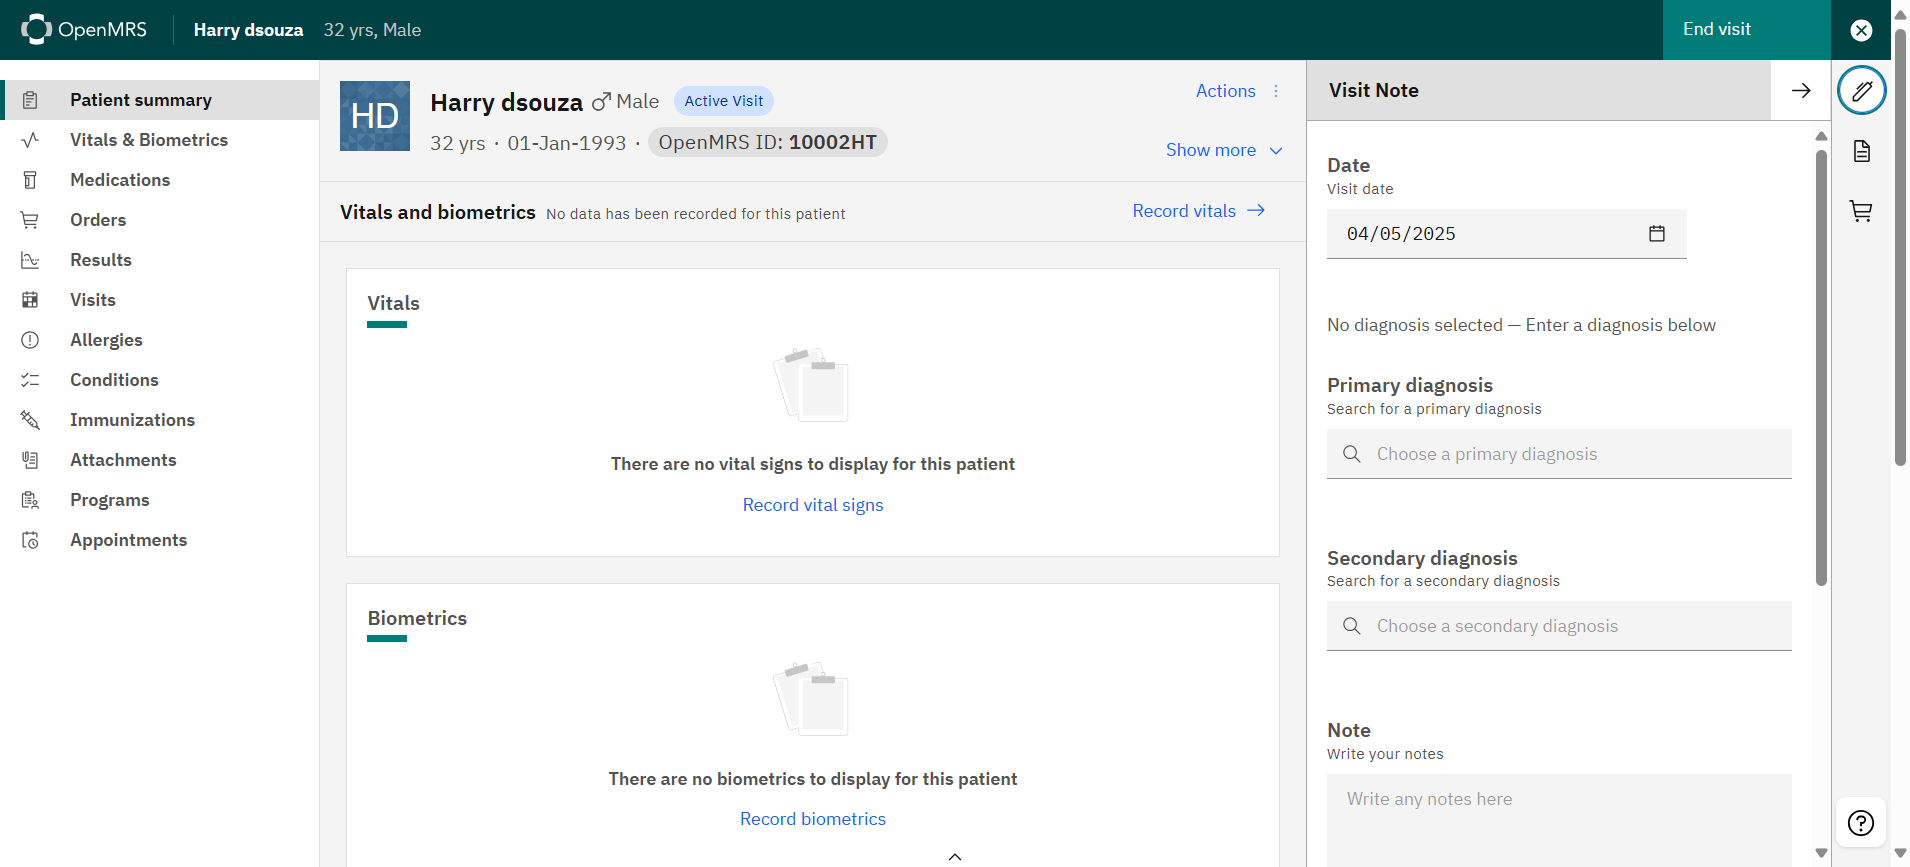 OpenMRS
Harry dsouza 32 yrs, Male
End visit
Patient summary
Vitals & Biometrics
Medications
Orders
Results
Visits
Allergies
Conditions
Immunizations
Attachments
Programs
Appointments
HD
Harry dsouza Male Active Visit
32 yrs · 01-Jan-1993 · OpenMRS ID: 10002HT
Actions
Show more
Vitals and biometrics No data has been recorded for this patient
Record vitals
Vitals
There are no vital signs to display for this patient
Record vital signs
Biometrics
There are no biometrics to display for this patient
Record biometrics
Visit Note
Date
Visit date
04/05/2025
No diagnosis selected — Enter a diagnosis below
Primary diagnosis
Search for a primary diagnosis
Choose a primary diagnosis
Secondary diagnosis
Search for a secondary diagnosis
Choose a secondary diagnosis
Note
Write your notes
Write any notes here